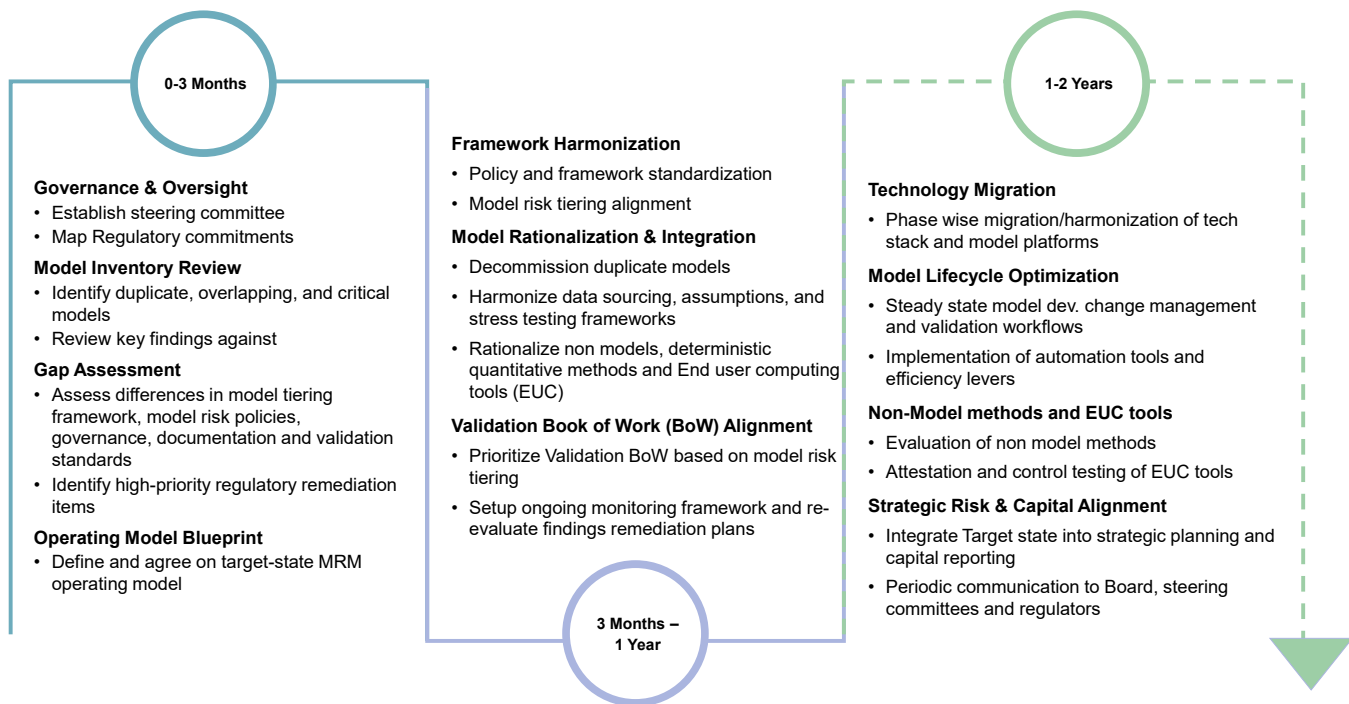 0-3 Months
Governance & Oversight
• Establish steering committee
• Map Regulatory commitments
Model Inventory Review
• Identify duplicate, overlapping, and critical
models
• Review key findings against
Gap Assessment
• Assess differences in model tiering
framework, model risk policies,
governance, documentation and validation
standards
• Identify high-priority regulatory remediation
items
Operating Model Blueprint
• Define and agree on target-state MRM
operating model
Framework Harmonization
• Policy and framework standardization
• Model risk tiering alignment
Model Rationalization & Integration
• Decommission duplicate models
• Harmonize data sourcing, assumptions, and
stress testing frameworks
• Rationalize non models, deterministic
quantitative methods and End user computing
tools (EUC)
Validation Book of Work (BoW) Alignment
• Prioritize Validation BoW based on model risk
tiering
• Setup ongoing monitoring framework and re-
evaluate findings remediation plans
3 Months –
1 Year
1-2 Years
Technology Migration
• Phase wise migration/harmonization of tech
stack and model platforms
Model Lifecycle Optimization
• Steady state model dev. change management
and validation workflows
• Implementation of automation tools and
efficiency levers
Non-Model methods and EUC tools
• Evaluation of non model methods
• Attestation and control testing of EUC tools
Strategic Risk & Capital Alignment
• Integrate Target state into strategic planning and
capital reporting
• Periodic communication to Board, steering
committees and regulators